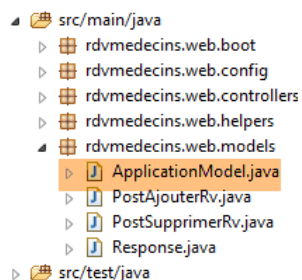 src/main/java
rdvmedecins.web.boot
rdvmedecins.web.config
rdvmedecins.web.controllers
rdvmedecins.web.helpers
rdvmedecins.web.models
ApplicationModel.java
PostAjouterRv.java
PostSupprimerRv.java
Response.java
src/test/java